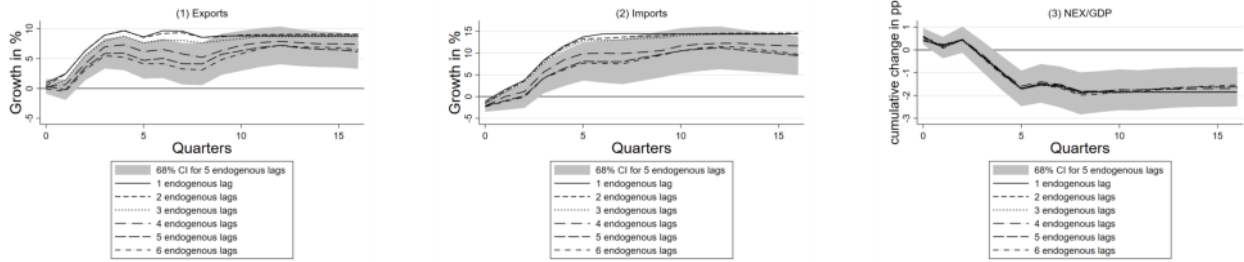 (1) Exports
Growth in %
10
5
0
-5
0
5
10
15
Quarters
68% CI for 5 endogenous lags
1 endogenous lag
2 endogenous lags
3 endogenous lags
4 endogenous lags
5 endogenous lags
6 endogenous lags
(2) Imports
Growth in %
15
10
5
0
-5
0
5
10
15
Quarters
68% CI for 5 endogenous lags
1 endogenous lag
2 endogenous lags
3 endogenous lags
4 endogenous lags
5 endogenous lags
6 endogenous lags
(3) NEX/GDP
cumulative change in pp
1
0
-1
-2
-3
0
5
10
15
Quarters
68% CI for 5 endogenous lags
1 endogenous lag
2 endogenous lags
3 endogenous lags
4 endogenous lags
5 endogenous lags
6 endogenous lags